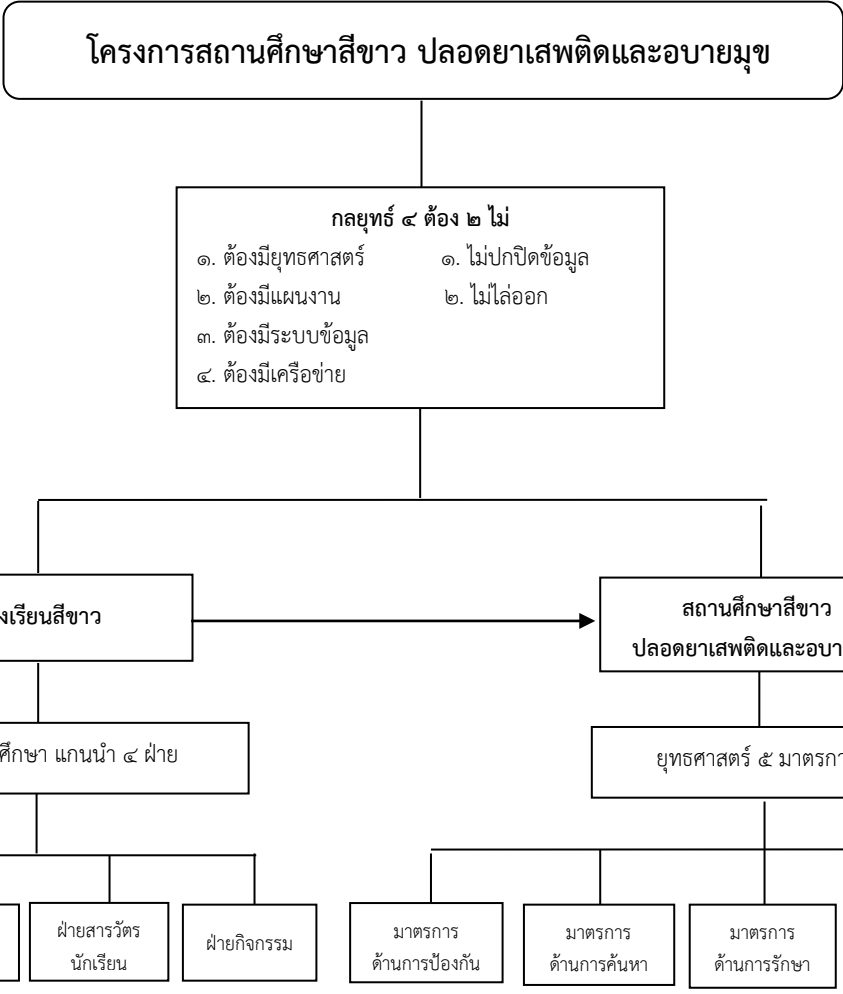 โครงการสถานศึกษาสีขาว ปลอดยาเสพติดและอบายมุข
กลยุทธ์ ๔ ต้อง ๒ ไม่
๑. ต้องมียุทธศาสตร์ ๑. ไม่ปกปิดข้อมูล
๒. ต้องมีแผนงาน ๒. ไม่ไล่ออก
๓. ต้องมีระบบข้อมูล
๔. ต้องมีเครือข่าย
งเรียนสีขาว
สถานศึกษาสีขาว
ปลอดยาเสพติดและอบา
ศึกษา แกนนำ ๔ ฝ่าย
ยุทธศาสตร์ ๕ มาตรกา
ฝ่ายสารวัตร
นักเรียน
ฝ่ายกิจกรรม
มาตรการ
ด้านการป้องกัน
มาตรการ
ด้านการค้นหา
มาตรการ
ด้านการรักษา